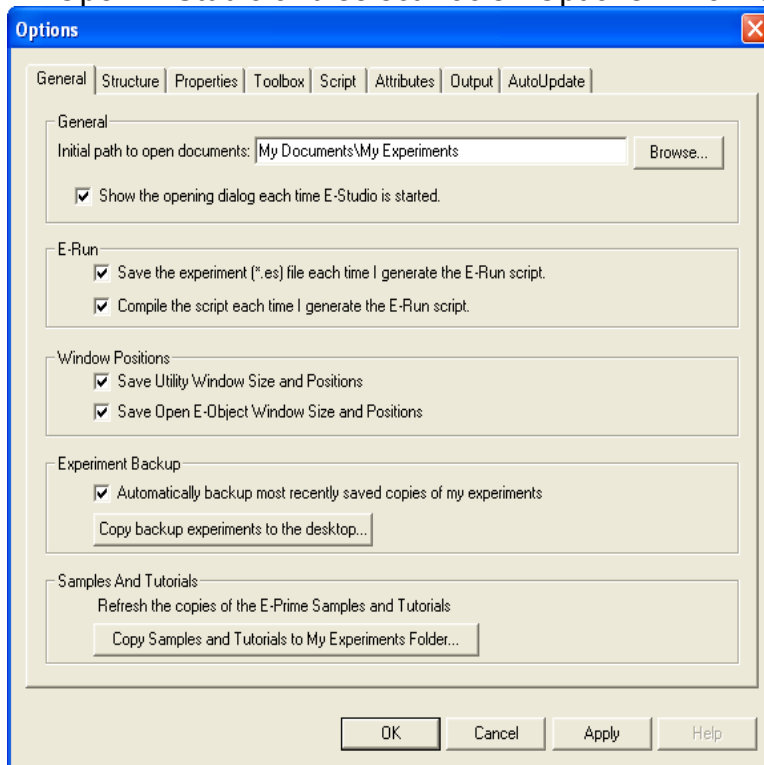 Options
General Structure Properties Toolbox Script Attributes Output AutoUpdate
General
Initial path to open documents: My Documents\My Experiments Browse...
Show the opening dialog each time E-Studio is started.
E-Run
Save the experiment (*.es) file each time I generate the E-Run script.
Compile the script each time I generate the E-Run script.
Window Positions
Save Utility Window Size and Positions
Save Open E-Object Window Size and Positions
Experiment Backup
Automatically backup most recently saved copies of my experiments
Copy backup experiments to the desktop...
Samples And Tutorials
Refresh the copies of the E-Prime Samples and Tutorials
Copy Samples and Tutorials to My Experiments Folder...
OK Cancel Apply Help